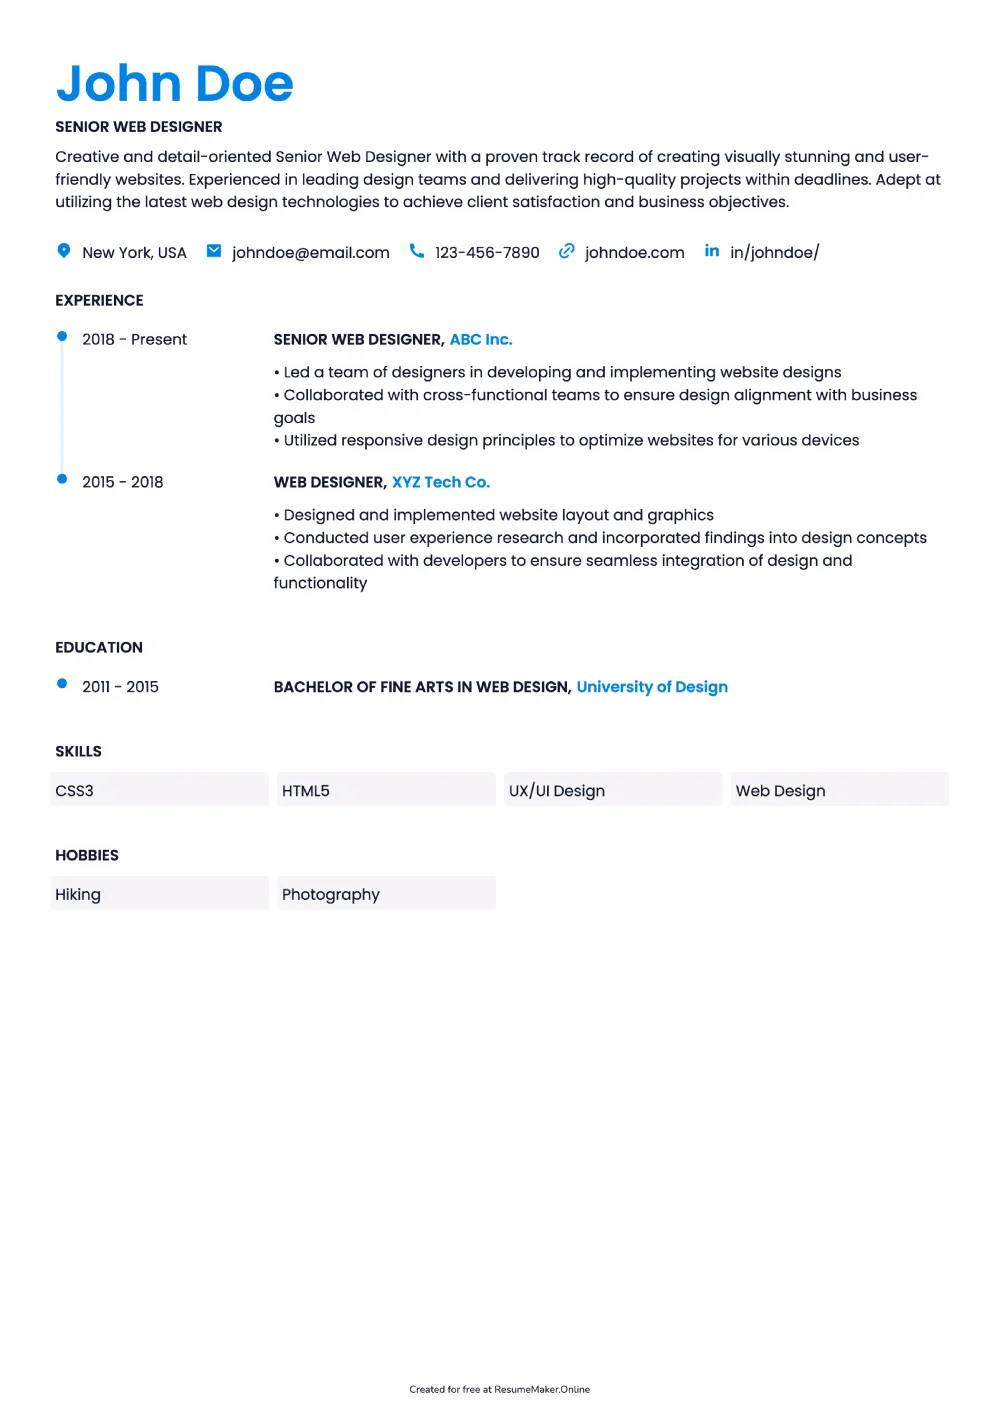 John Doe
SENIOR WEB DESIGNER
Creative and detail-oriented Senior Web Designer with a proven track record of creating visually stunning and user-
friendly websites. Experienced in leading design teams and delivering high-quality projects within deadlines. Adept at
utilizing the latest web design technologies to achieve client satisfaction and business objectives.
New York, USA johndoe@email.com 123-456-7890 johndoe.com in/johndoe/
EXPERIENCE
2018 - Present SENIOR WEB DESIGNER, ABC Inc.
• Led a team of designers in developing and implementing website designs
• Collaborated with cross-functional teams to ensure design alignment with business
goals
• Utilized responsive design principles to optimize websites for various devices
2015 - 2018 WEB DESIGNER, XYZ Tech Co.
• Designed and implemented website layout and graphics
• Conducted user experience research and incorporated findings into design concepts
• Collaborated with developers to ensure seamless integration of design and
functionality
EDUCATION
2011 - 2015 BACHELOR OF FINE ARTS IN WEB DESIGN, University of Design
SKILLS
CSS3 HTML5 UX/UI Design Web Design
HOBBIES
Hiking Photography
Created for free at ResumeMaker.Online